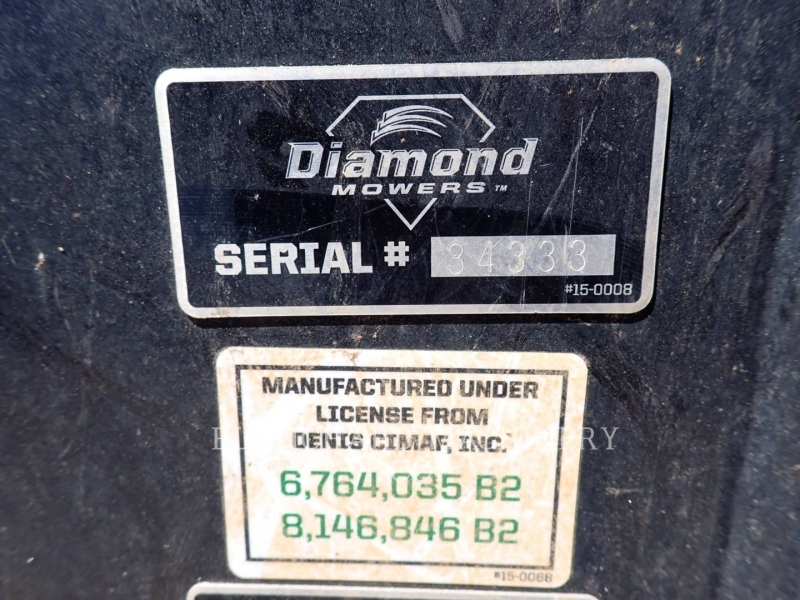 Diamond
MOWERS™
SERIAL # 34333
#15-0008
MANUFACTURED UNDER
LICENSE FROM
DENIS CIMAF, INC.
6,764,035 B2
8,146,846 B2
#15-0088